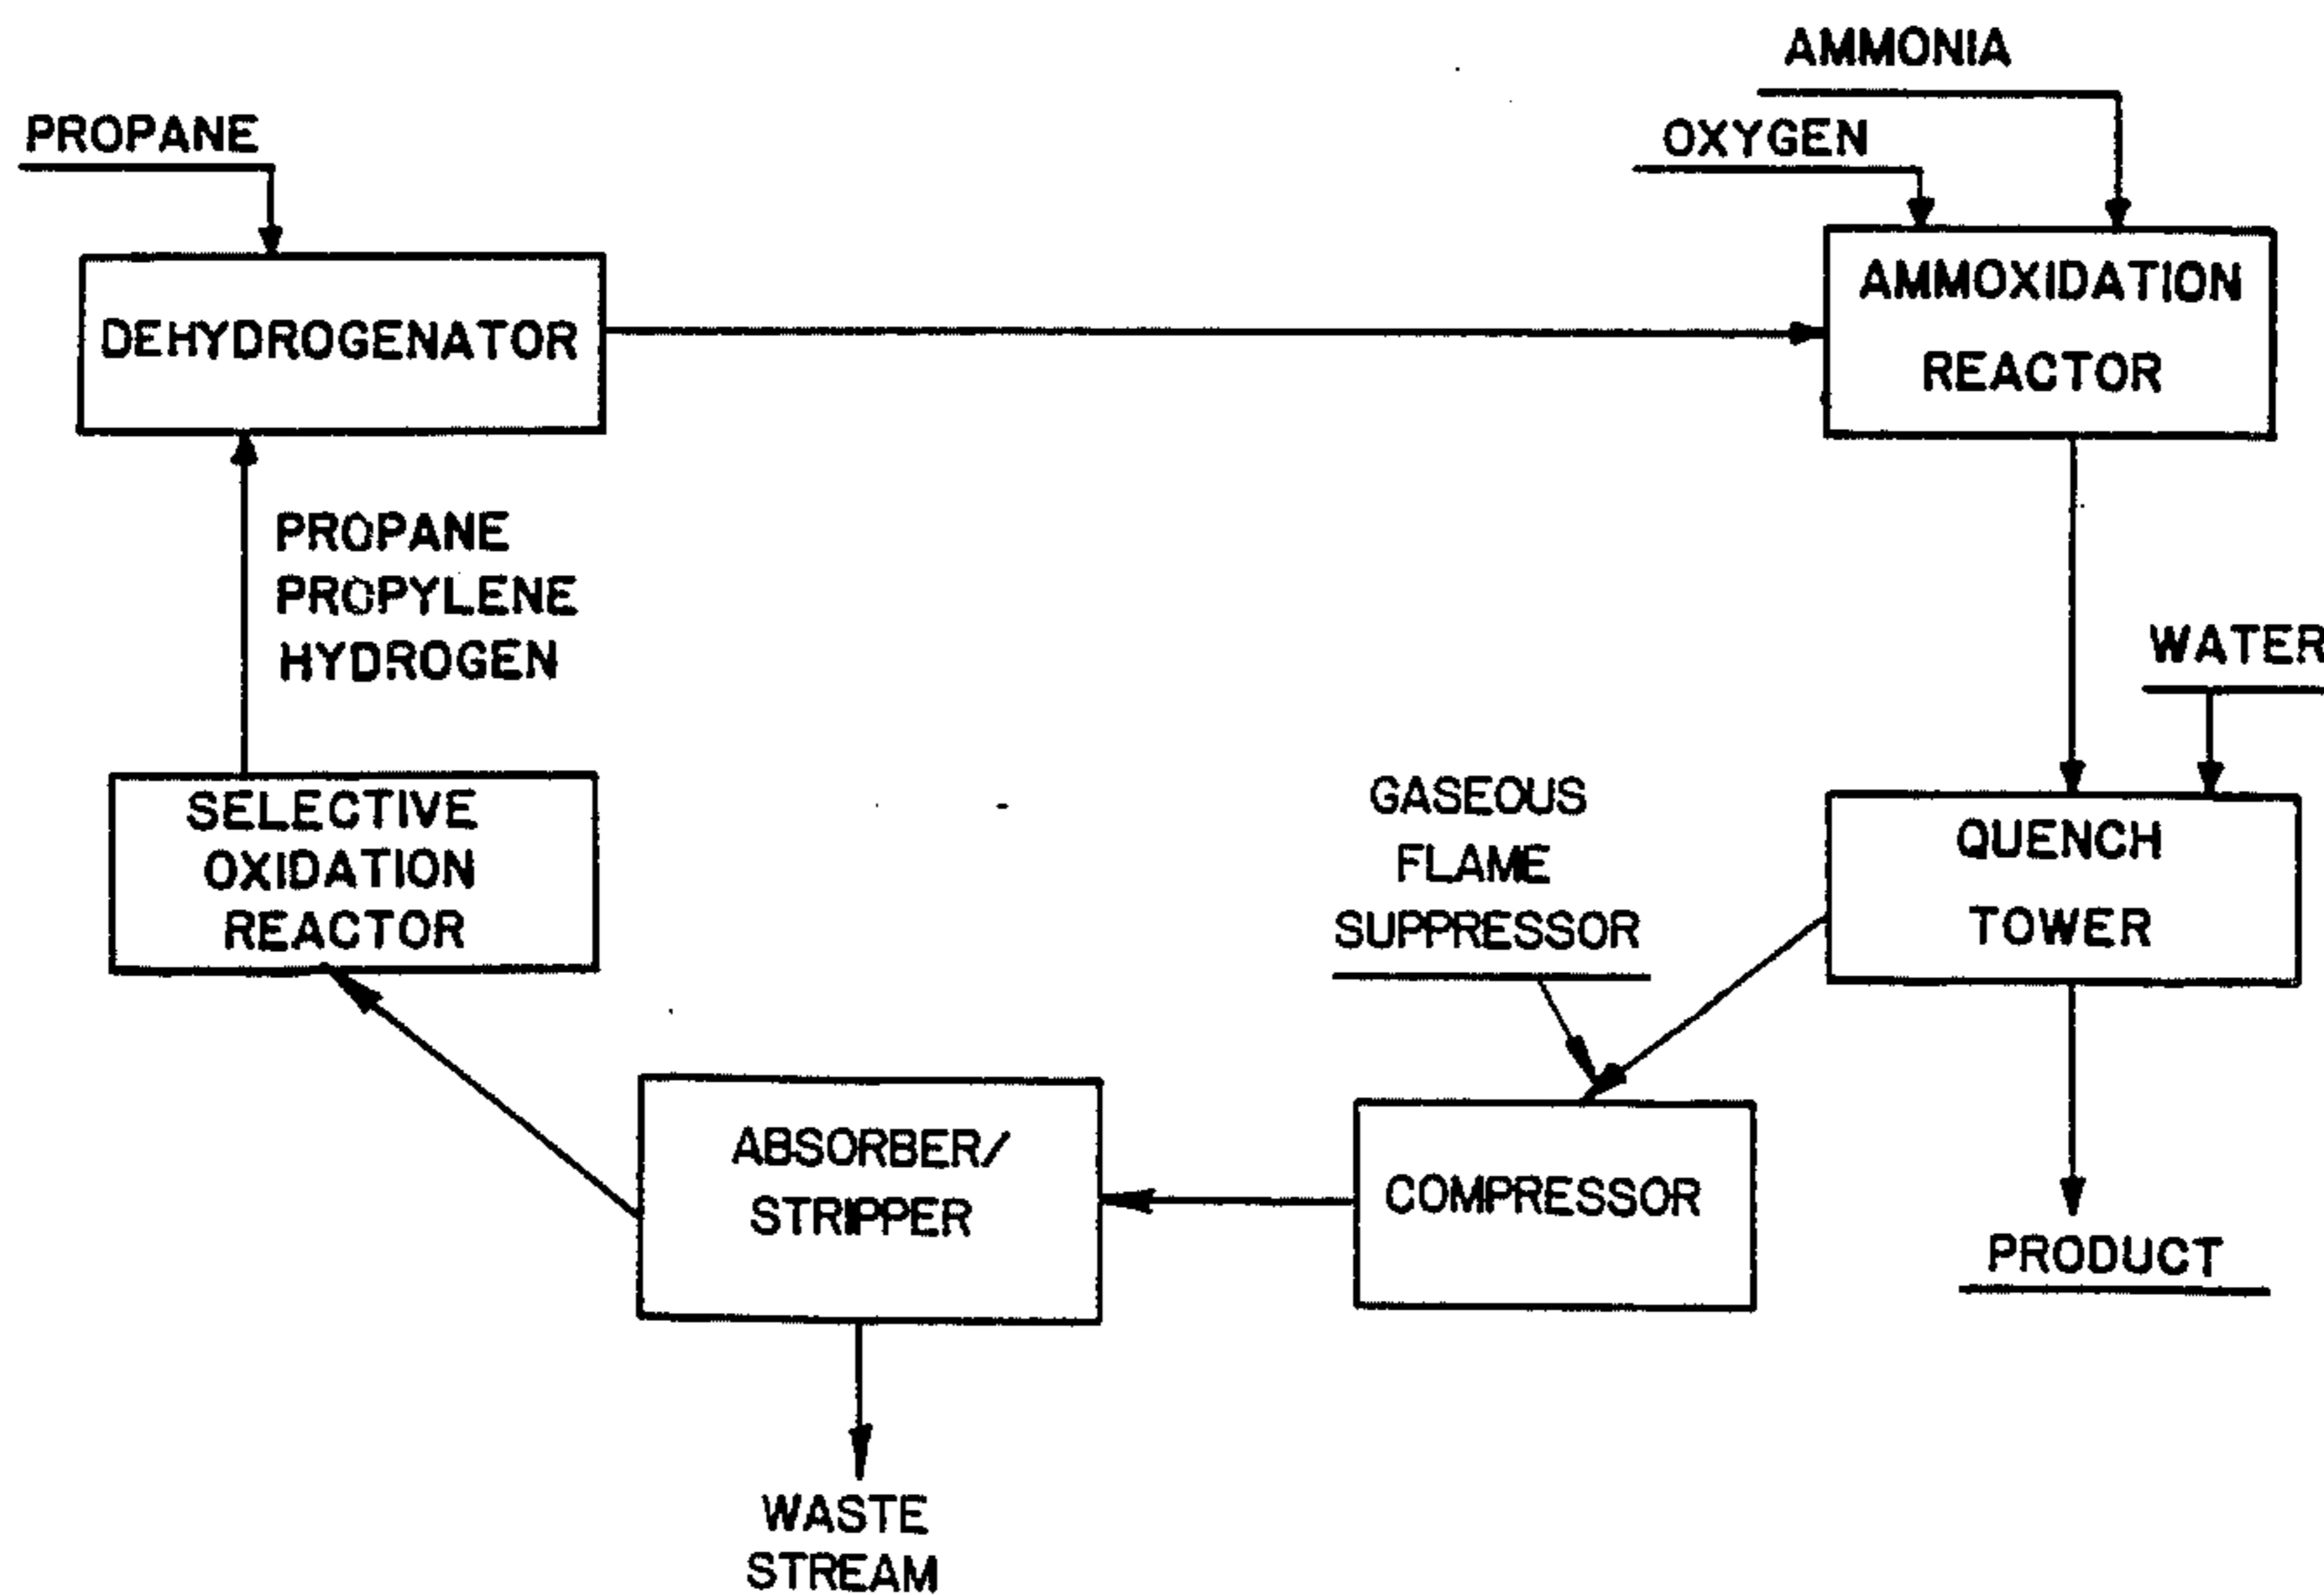 AMMONIA
PROPANE
OXYGEN
DEHYDROGENATOR
AMMOXIDATION
REACTOR
PROPANE
PROPYLENE
HYDROGEN
WATER
SELECTIVE
OXIDATION
REACTOR
GASEOUS
FLAME
SUPPRESSOR
QUENCH
TOWER
ABSORBER/
STRIPPER
COMPRESSOR
PRODUCT
WASTE
STREAM